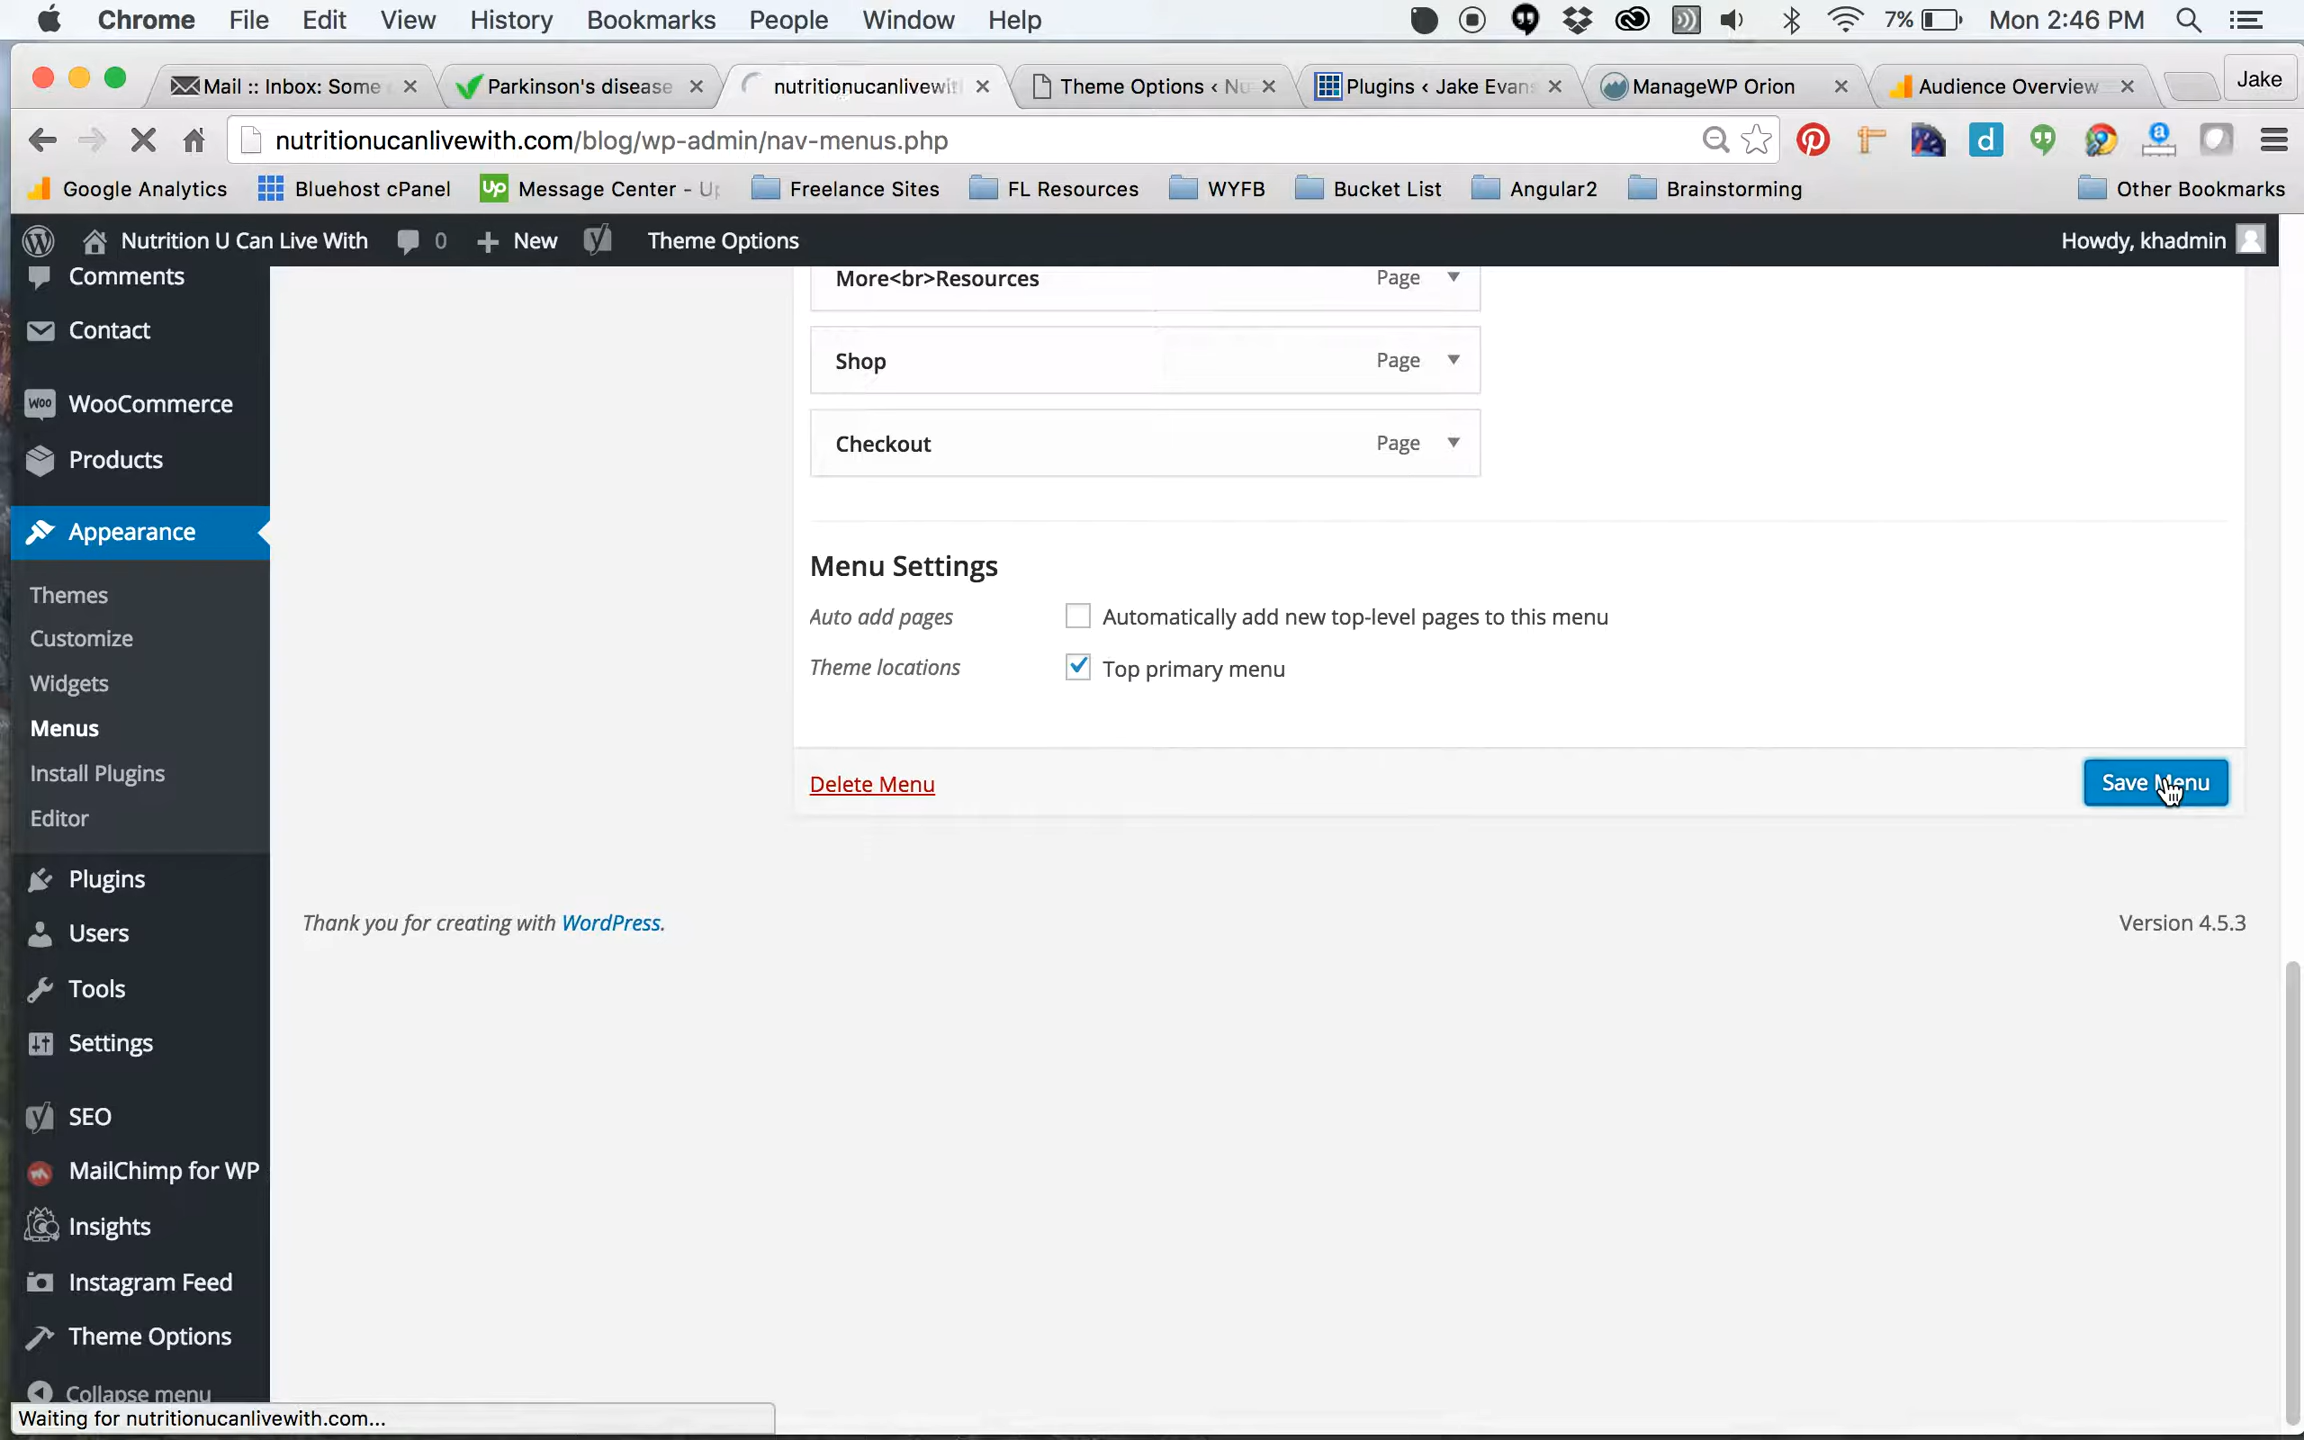 Chrome File Edit View History Bookmarks People Window Help 7% Mon 2:46 PM
Mail :: Inbox: Some Parkinson's disease nutritionucanlivewit Theme Options ‹ Nu Plugins ‹ Jake Evans ManageWP Orion Audience Overview Jake
nutritionucanlivewith.com/blog/wp-admin/nav-menus.php
Google Analytics Bluehost cPanel Up Message Center - Up Freelance Sites FL Resources WYFB Bucket List Angular2 Brainstorming Other Bookmarks
Nutrition U Can Live With 0 New Theme Options Howdy, khadmin
Comments
Contact
Woo WooCommerce
Products
Appearance
Themes
Customize
Widgets
Menus
Install Plugins
Editor
Plugins
Users
Tools
Settings
SEO
MailChimp for WP
Insights
Instagram Feed
Theme Options
Collapse menu
More<br>Resources Page
Shop Page
Checkout Page
Menu Settings
Auto add pages Automatically add new top-level pages to this menu
Theme locations Top primary menu
Delete Menu Save Menu
Thank you for creating with WordPress. Version 4.5.3
Waiting for nutritionucanlivewith.com...